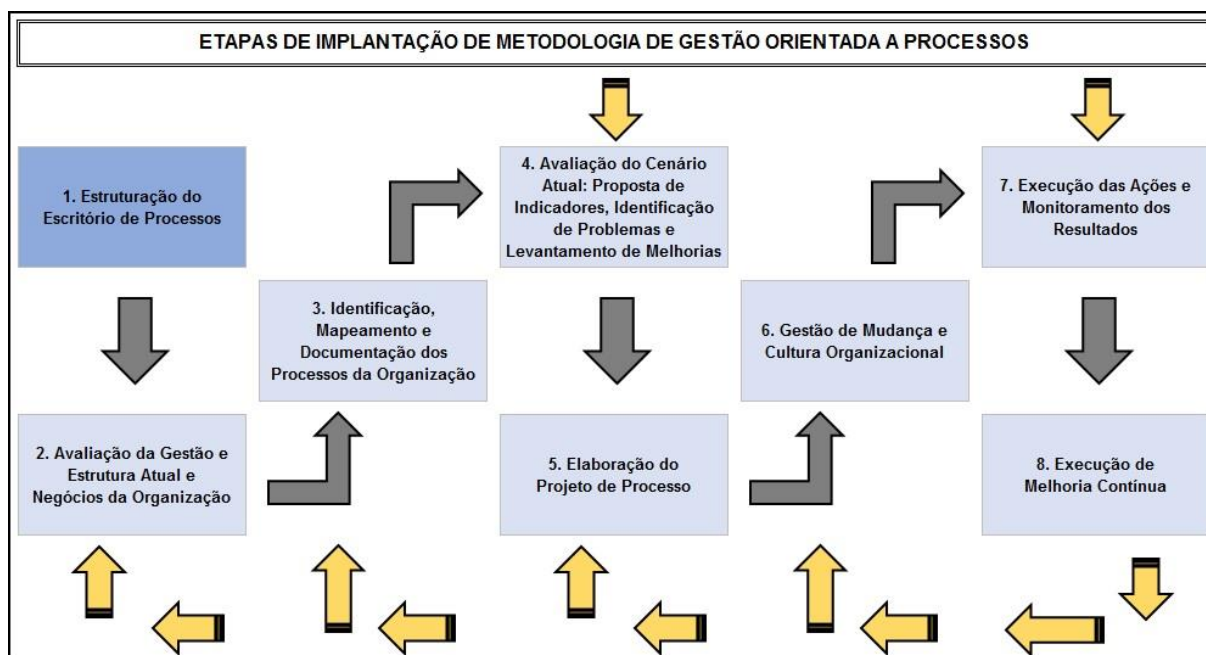 ETAPAS DE IMPLANTAÇÃO DE METODOLOGIA DE GESTÃO ORIENTADA A PROCESSOS
1. Estruturação do
Escritório de Processos
2. Avaliação da Gestão e
Estrutura Atual e
Negócios da Organização
3. Identificação,
Mapeamento e
Documentação dos
Processos da Organização
4. Avaliação do Cenário
Atual: Proposta de
Indicadores, Identificação
de Problemas e
Levantamento de Melhorias
5. Elaboração do
Projeto de Processo
6. Gestão de Mudança e
Cultura Organizacional
7. Execução das Ações e
Monitoramento dos
Resultados
8. Execução de
Melhoria Contínua